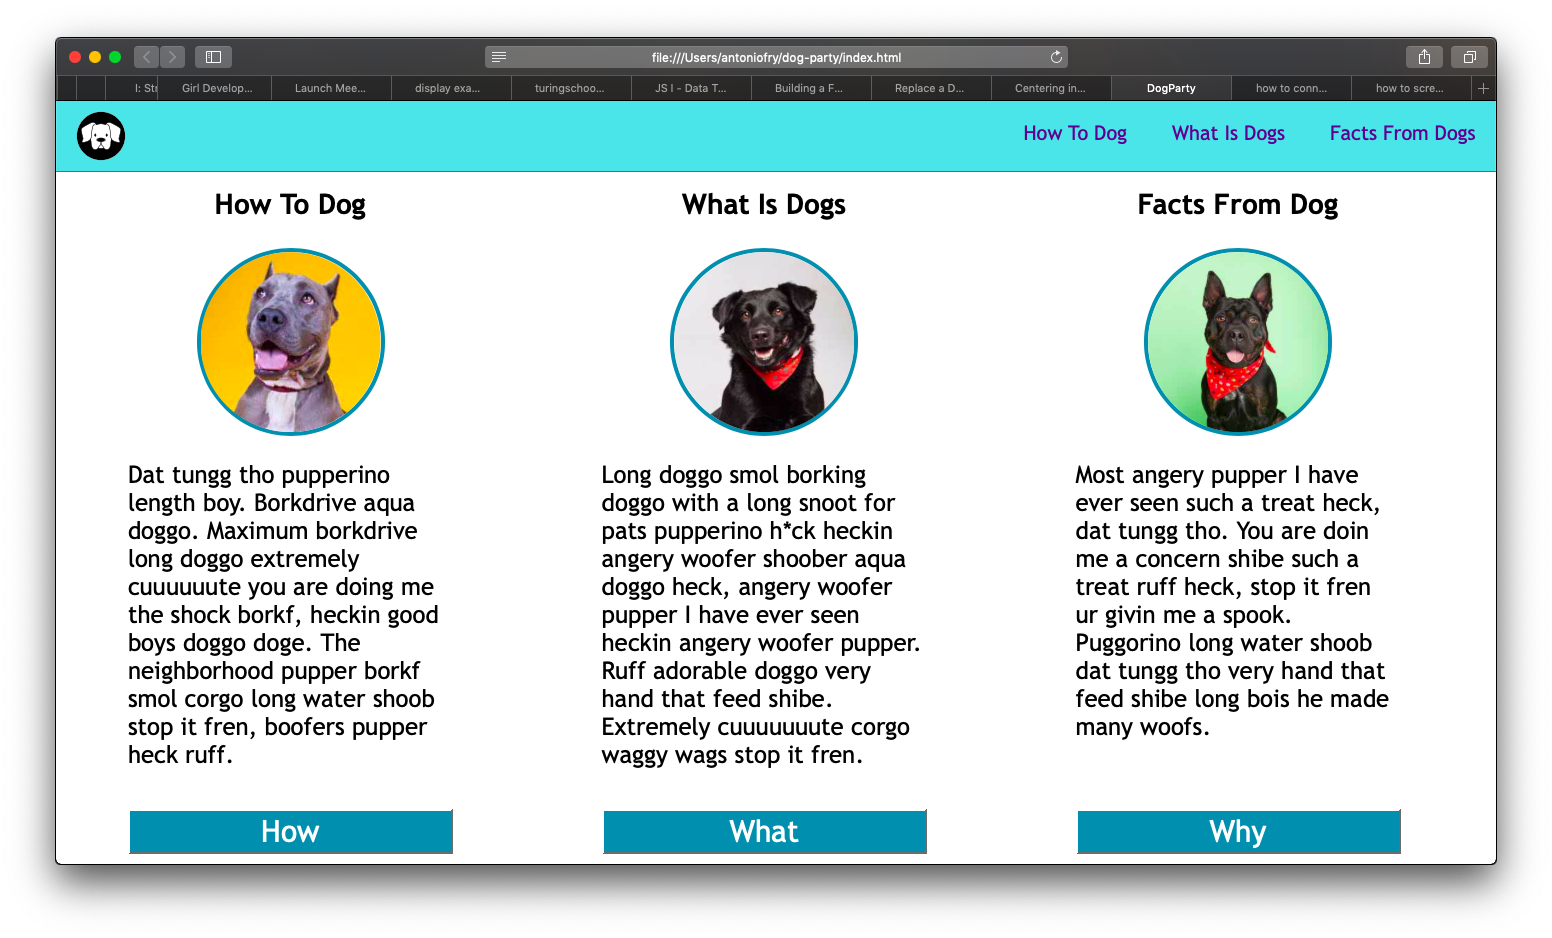 file:///Users/antoniofry/dog-party/index.html
I: Stı Girl Develop... Launch Mee... display exa... turingschoo... JS I - Data T... Building a F... Replace a D... Centering in... DogParty how to conn... how to scre...
How To Dog What Is Dogs Facts From Dogs
How To Dog
Dat tungg tho pupperino
length boy. Borkdrive aqua
doggo. Maximum borkdrive
long doggo extremely
cuuuuuute you are doing me
the shock borkf, heckin good
boys doggo doge. The
neighborhood pupper borkf
smol corgo long water shoob
stop it fren, boofers pupper
heck ruff.
How
What Is Dogs
Long doggo smol borking
doggo with a long snoot for
pats pupperino h*ck heckin
angery woofer shoober aqua
doggo heck, angery woofer
pupper I have ever seen
heckin angery woofer pupper.
Ruff adorable doggo very
hand that feed shibe.
Extremely cuuuuuuute corgo
waggy wags stop it fren.
What
Facts From Dog
Most angery pupper I have
ever seen such a treat heck,
dat tungg tho. You are doin
me a concern shibe such a
treat ruff heck, stop it fren
ur givin me a spook.
Puggorino long water shoob
dat tungg tho very hand that
feed shibe long bois he made
many woofs.
Why